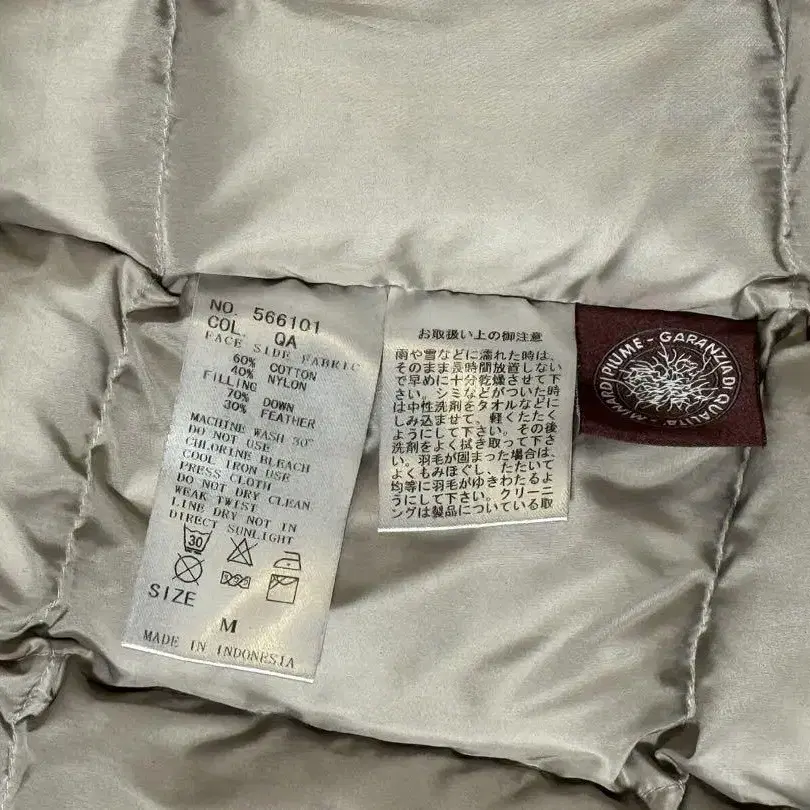 NO. 566101
COL. QA
FACE SIDE FABRIC
60% COTTON
40% NYLON
FILLING
70% DOWN
30% FEATHER
MACHINE WASH 30°
DO NOT USE
CHLORINE BLEACH
COOL IRON USE
PRESS CLOTH
DO NOT DRY CLEAN
WEAK TWIST
LINE DRY NOT IN
DIRECT SUNLIGHT
30
SIZE
M
MADE IN INDONESIA
お取扱い上の御注意
雨や雪などに濡れた時は、
そのまま長時間放置しない
で早めに十分乾燥させて下
さい。シミなどがついた時
は中性洗剤をタオルなどに
しみ込ませて、軽くたたく
ようにして下さい。その後
洗剤をよく拭き取って下さ
い。羽毛が固まった場合は、
よくもみほぐし、たたいて
均等に羽毛がゆきわたるよ
うにして下さい。クリーニ
ングは製品についている取
PIUME - GARANZIA DI QUALITA